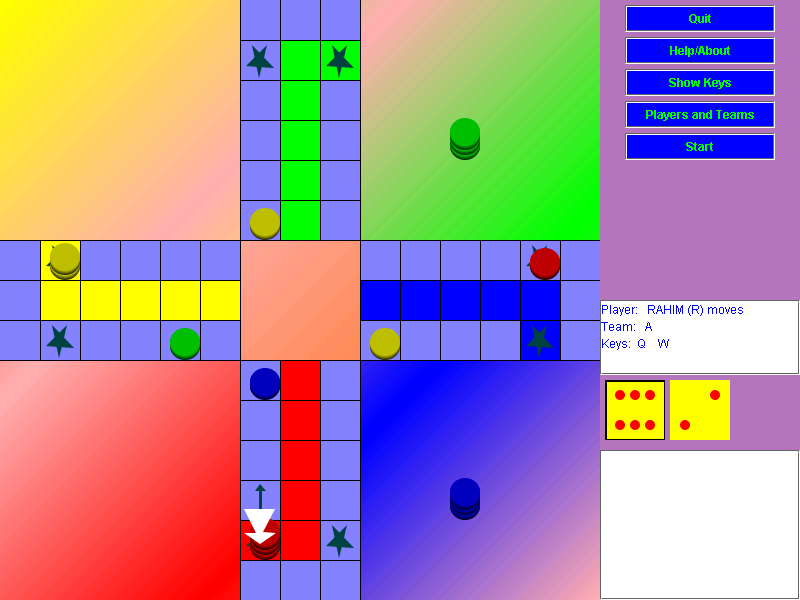 Quit
Help/About
Show Keys
Players and Teams
Start
Player: RAHIM (R) moves
Team: A
Keys: Q W